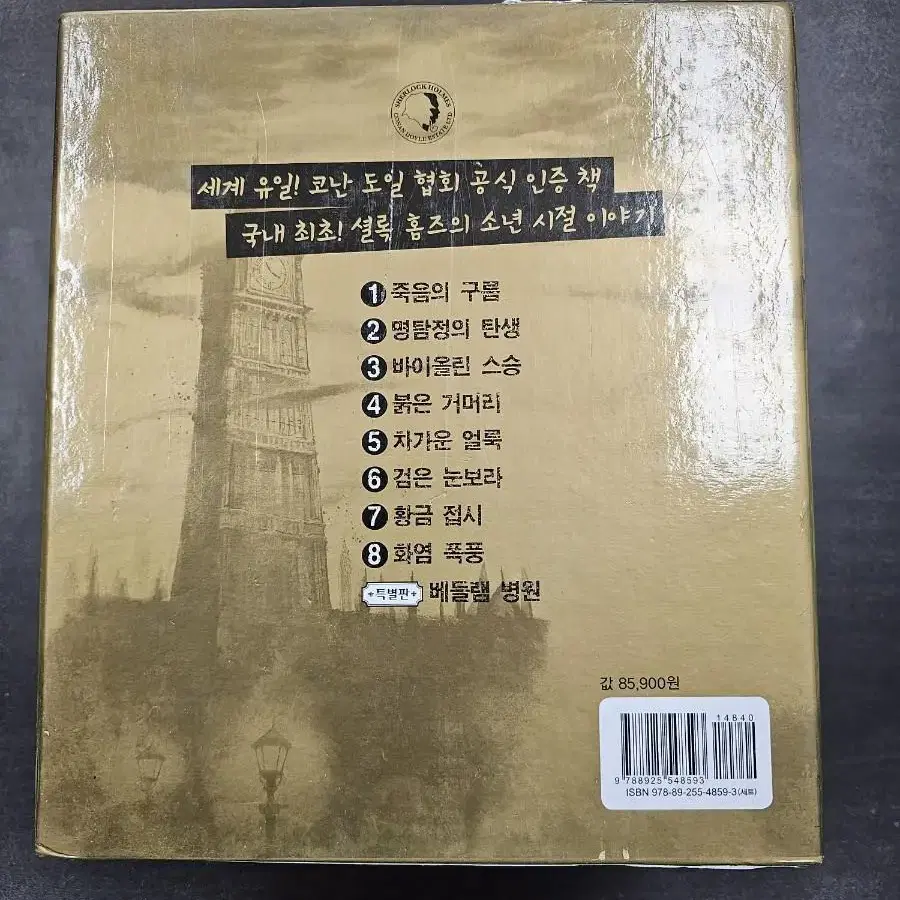 SHERLOCK HOLMES
CONAN DOYLE ESTATE LTD
세계 유일! 코난 도일 협회 공식 인증 책
국내 최초! 셜록 홈즈의 소년 시절 이야기
1 죽음의 구름
2 명탐정의 탄생
3 바이올린 스승
4 붉은 거머리
5 차가운 얼룩
6 검은 눈보라
7 황금 접시
8 화염 폭풍
특별판 베들램 병원
값 85,900원
14840
9 788925 548593
ISBN 978-89-255-4859-3(세트)